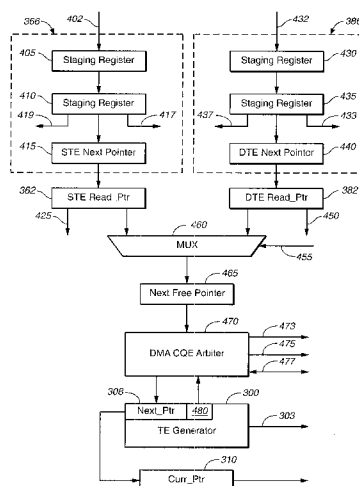 366
402
432
386
405
Staging Register
430
Staging Register
410
Staging Register
435
Staging Register
419
417
437
433
415
STE Next Pointer
DTE Next Pointer
440
362
STE Read_Ptr
382
DTE Read_Ptr
425
450
460
MUX
455
465
Next Free Pointer
470
DMA CQE Arbiter
473
475
477
308
300
Next_Ptr
480
TE Generator
303
310
Curr_Ptr